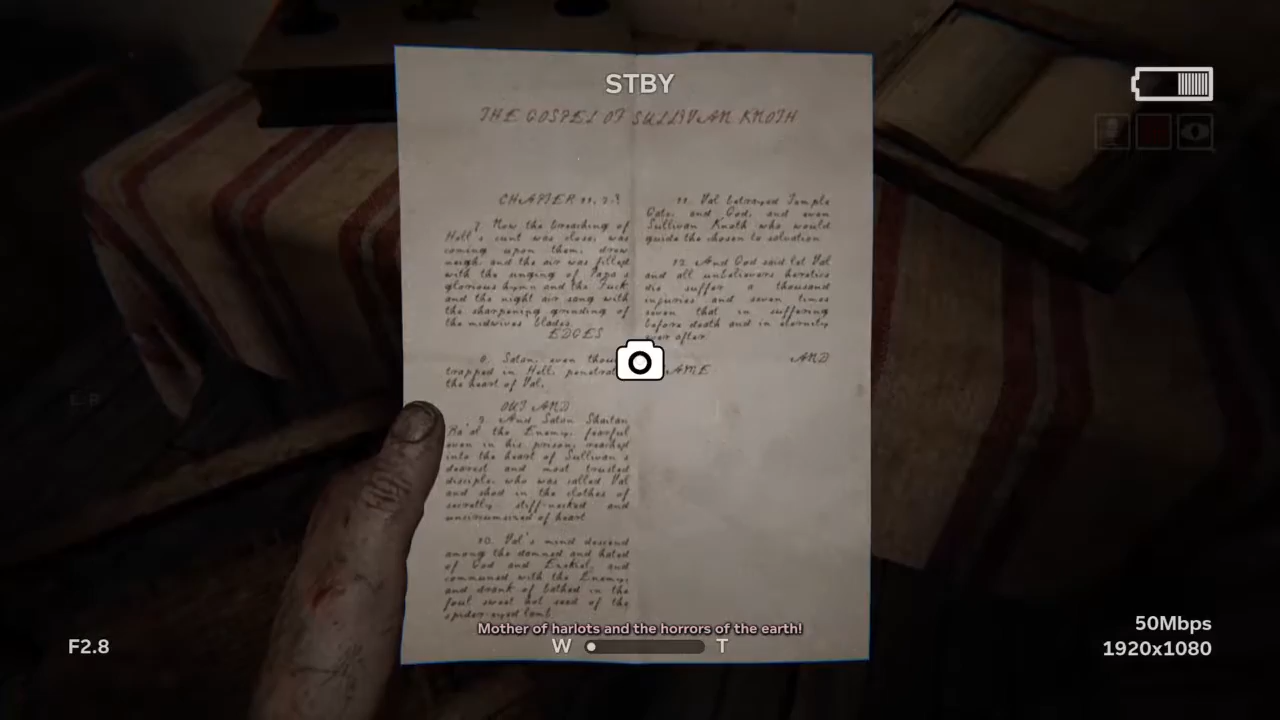 STBY
THE GOSPEL OF SULLIVAN KNOTH
CHAPTER 11, 2-3
7. Now the breaching of
Hell's cunt was close, was
coming upon them, drew
neigh, and the air was filled
with the singing of Papa's
glorious hymn and the Fuck
and the night air sang with
the sharpening grinding of
the midwives blades.
EDGES
Satan, even
trapped in Hell,
the heart of Val.
OUT AND
9. And Satan Shaitan
the Enemy, fearful
even in his prison, reached
into the heart of Sullivan's
dearest and most trusted
disciple, who was called Val
and shod in the clothes of
secretly stiff-necked and
uncircumcised of heart
10. Val's mind descend
among the damned and hated
of God and Ezekiel, and
communed with the Enemy,
and drank of bathed in the
foul sweet hot seed of the
spider-eyed lamb
11. Val betrayed Temple
Gate, and God, and even
Sullivan Knoth who would
guide the chosen to salvation
12. And God said let Val
and all unbelievers heretics
die suffer a thousand
injuries and seven times
seven that in suffering
before death and in eternity
ever after.
AND
AME
Mother of harlots and the horrors of the earth!
W T
F2.8
50Mbps
1920x1080